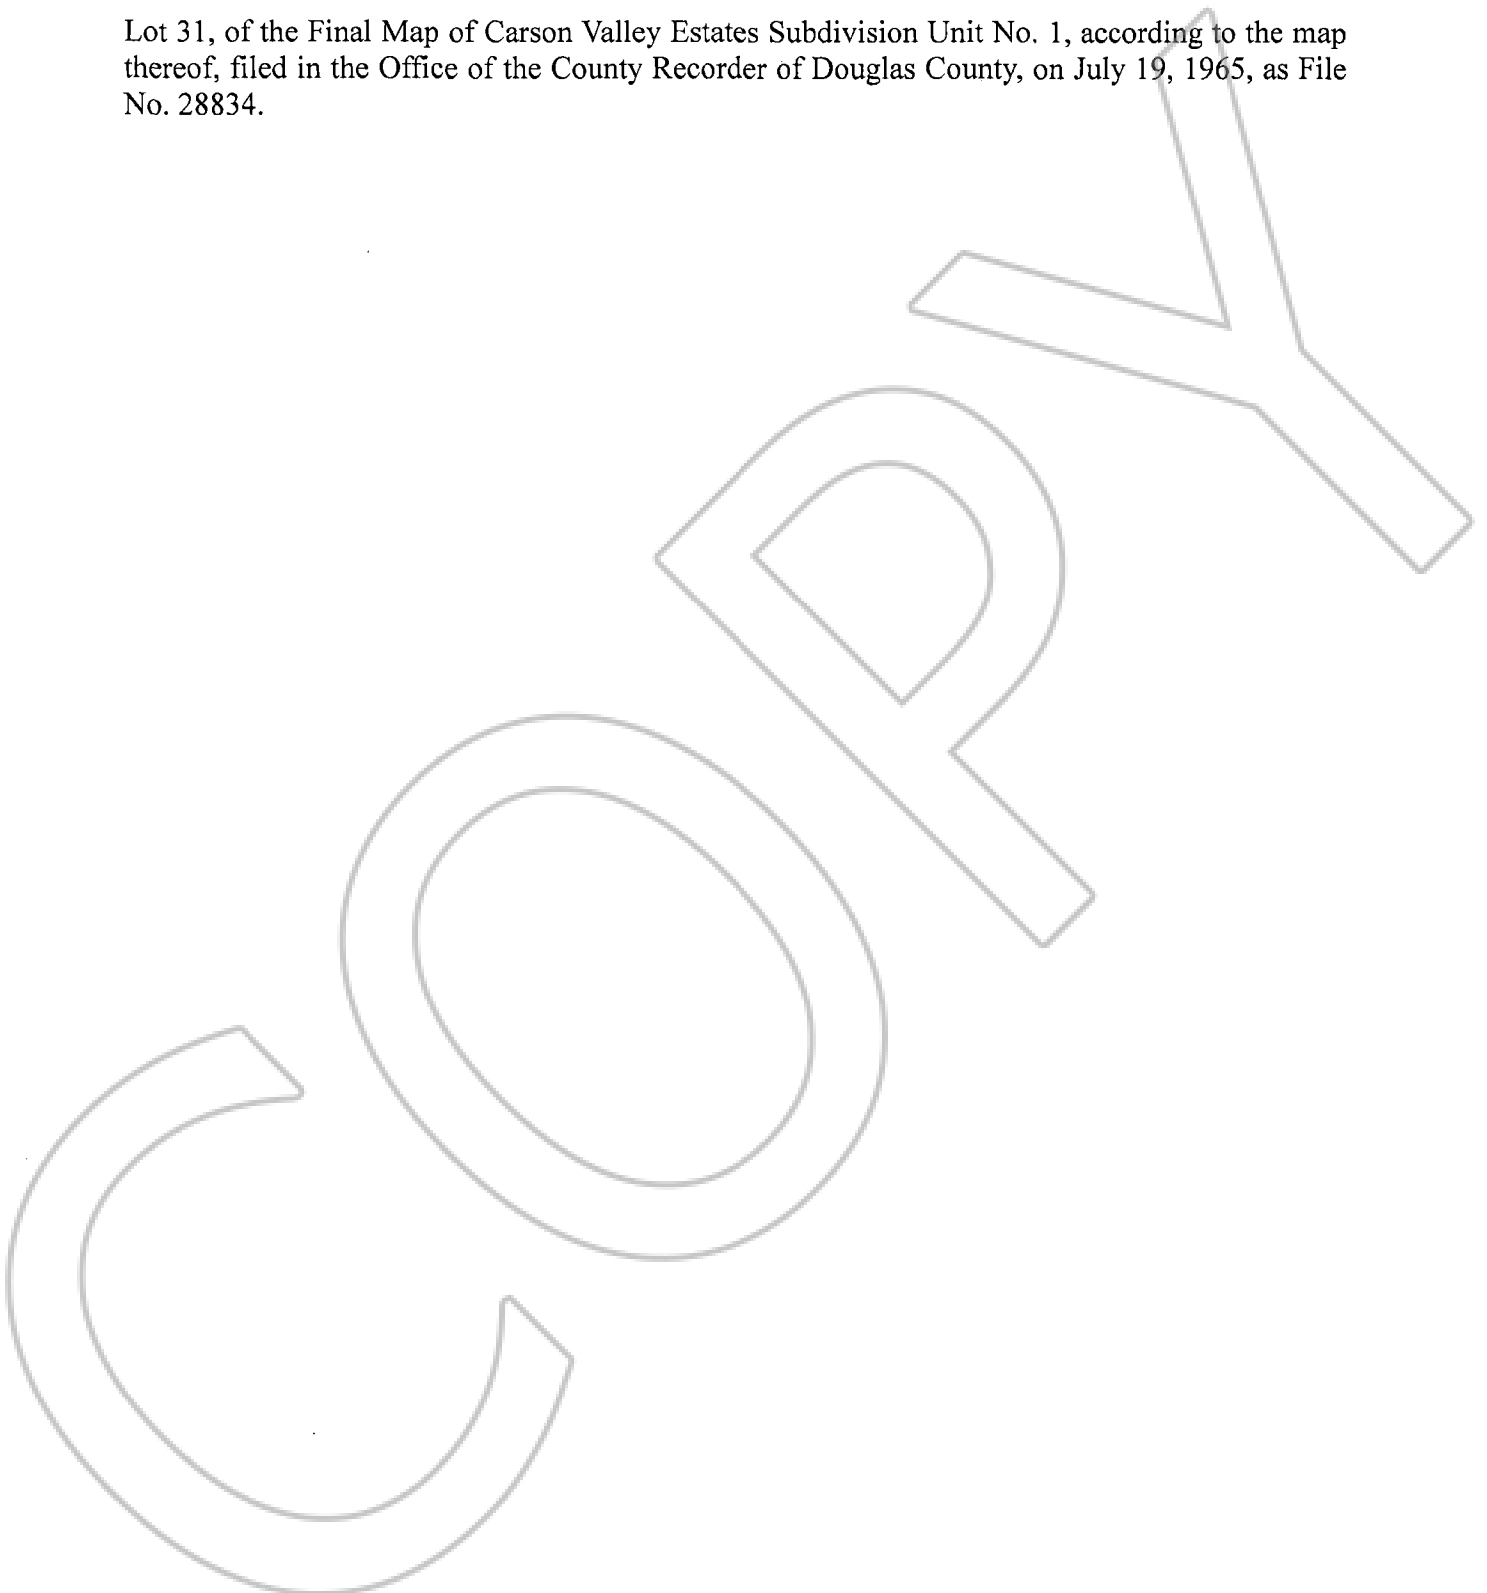 Lot 31, of the Final Map of Carson Valley Estates Subdivision Unit No. 1, according to the map
thereof, filed in the Office of the County Recorder of Douglas County, on July 19, 1965, as File
No. 28834.
COPY